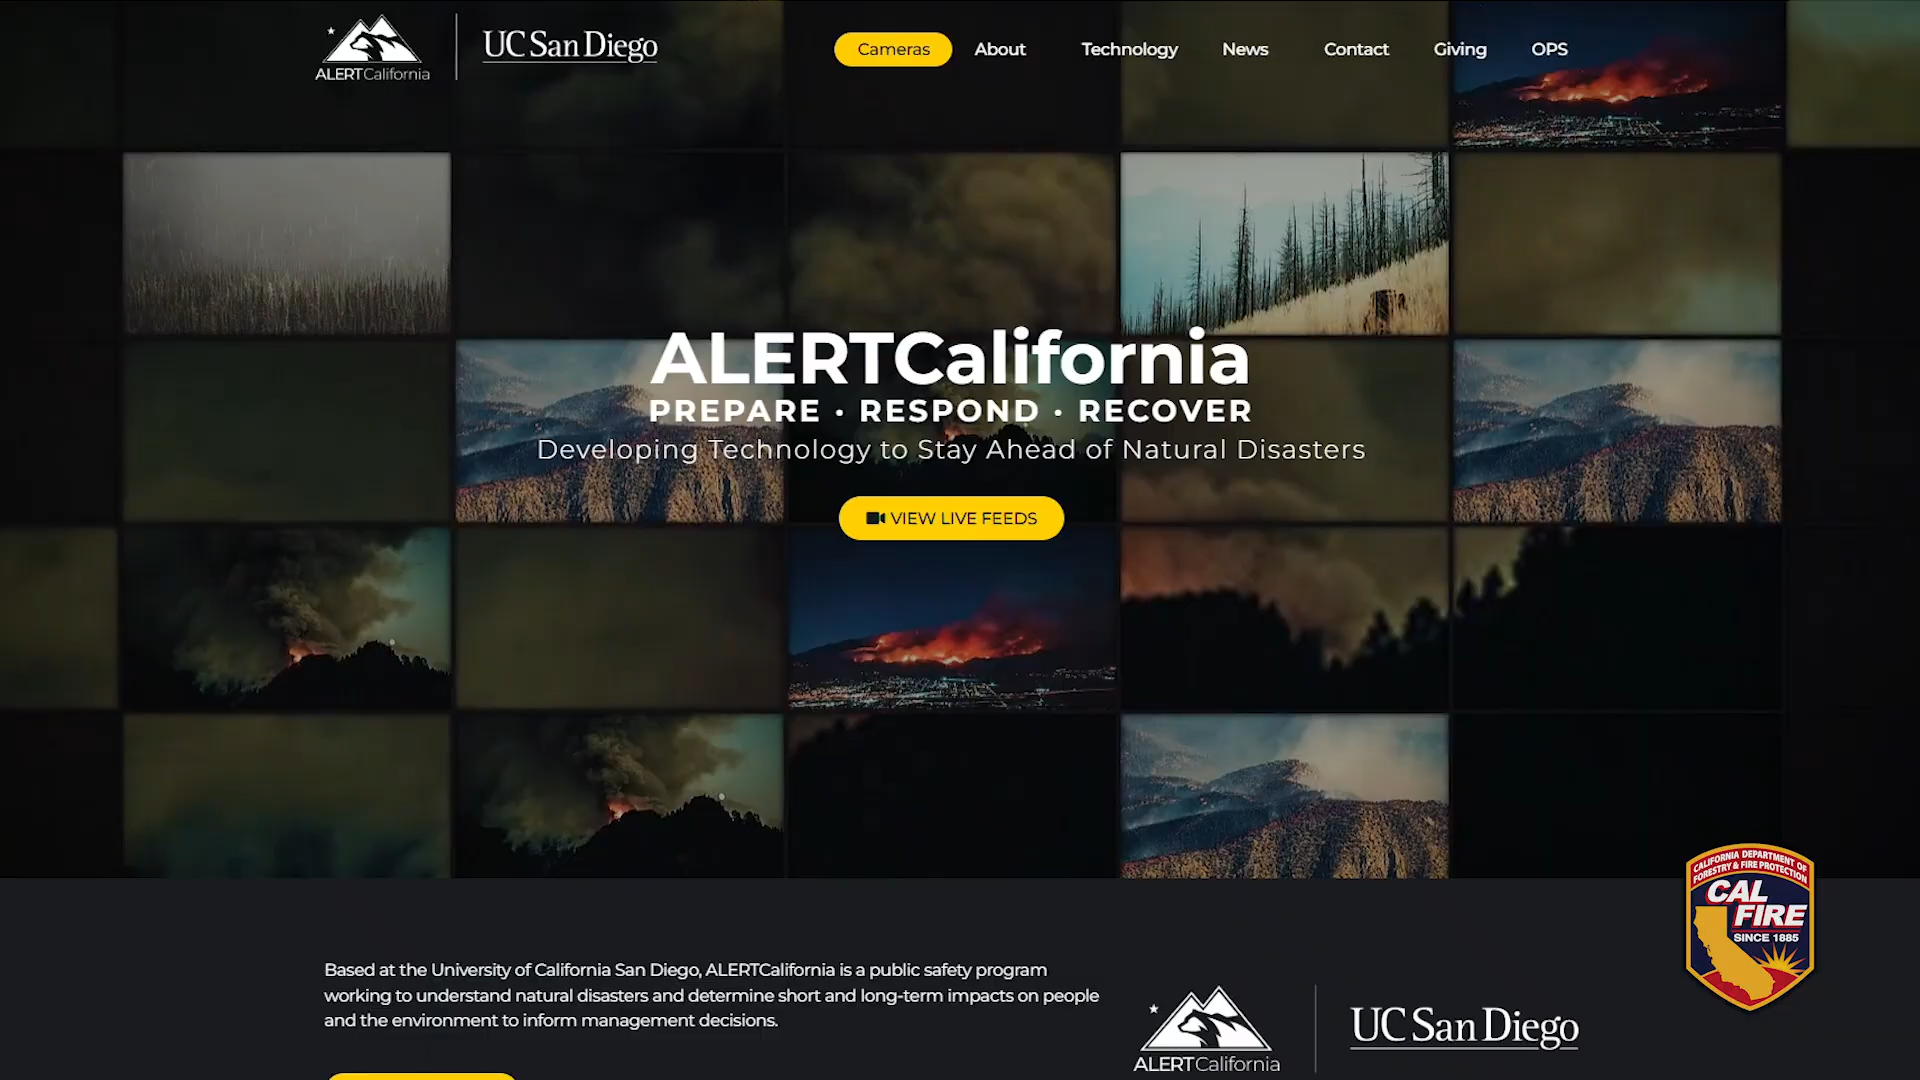 ALERTCalifornia
UC San Diego
Cameras
About
Technology
News
Contact
Giving
OPS
ALERTCalifornia
PREPARE · RESPOND · RECOVER
Developing Technology to Stay Ahead of Natural Disasters
VIEW LIVE FEEDS
CALIFORNIA DEPARTMENT OF
FORESTRY & FIRE PROTECTION
CAL
FIRE
SINCE 1885
Based at the University of California San Diego, ALERTCalifornia is a public safety program
working to understand natural disasters and determine short and long-term impacts on people
and the environment to inform management decisions.
ALERTCalifornia
UC San Diego